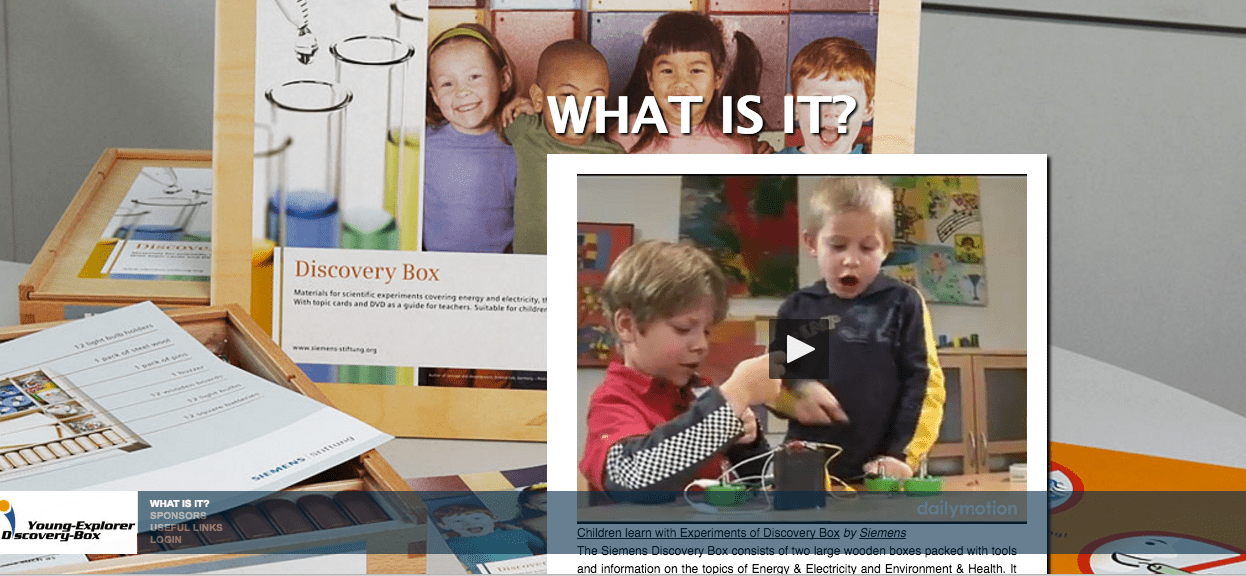 WHAT IS IT?
Discove
Discovery Box
Materials for scientific experiments covering energy and electricity, th
With topic cards and DVD as a guide for teachers. Suitable for children
www.siemens-stiftung.org
12 light bulb holders
1 pack of steel wool
1 pack of pins
1 buzzer
12 wooden boards
12 light bulbs
12 square batteries
SIEMENS | Stiftung
dailymotion
Children learn with Experiments of Discovery Box by Siemens
The Siemens Discovery Box consists of two large wooden boxes packed with tools
and information on the topics of Energy & Electricity and Environment & Health. It
Young-Explorer
Discovery-Box
WHAT IS IT?
SPONSORS
USEFUL LINKS
LOGIN
Discove